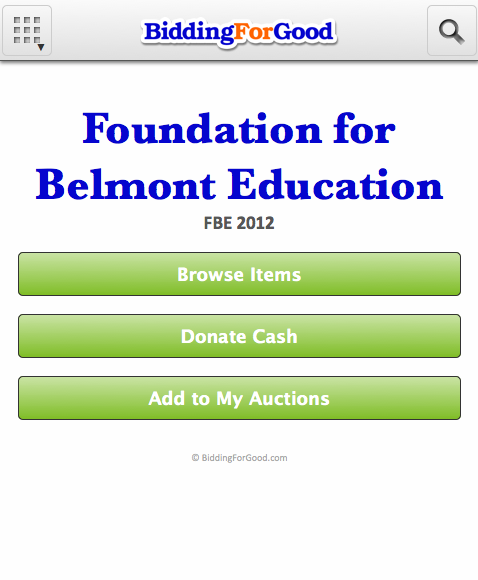 BiddingForGood
Foundation for
Belmont Education
FBE 2012
Browse Items
Donate Cash
Add to My Auctions
© BiddingForGood.com